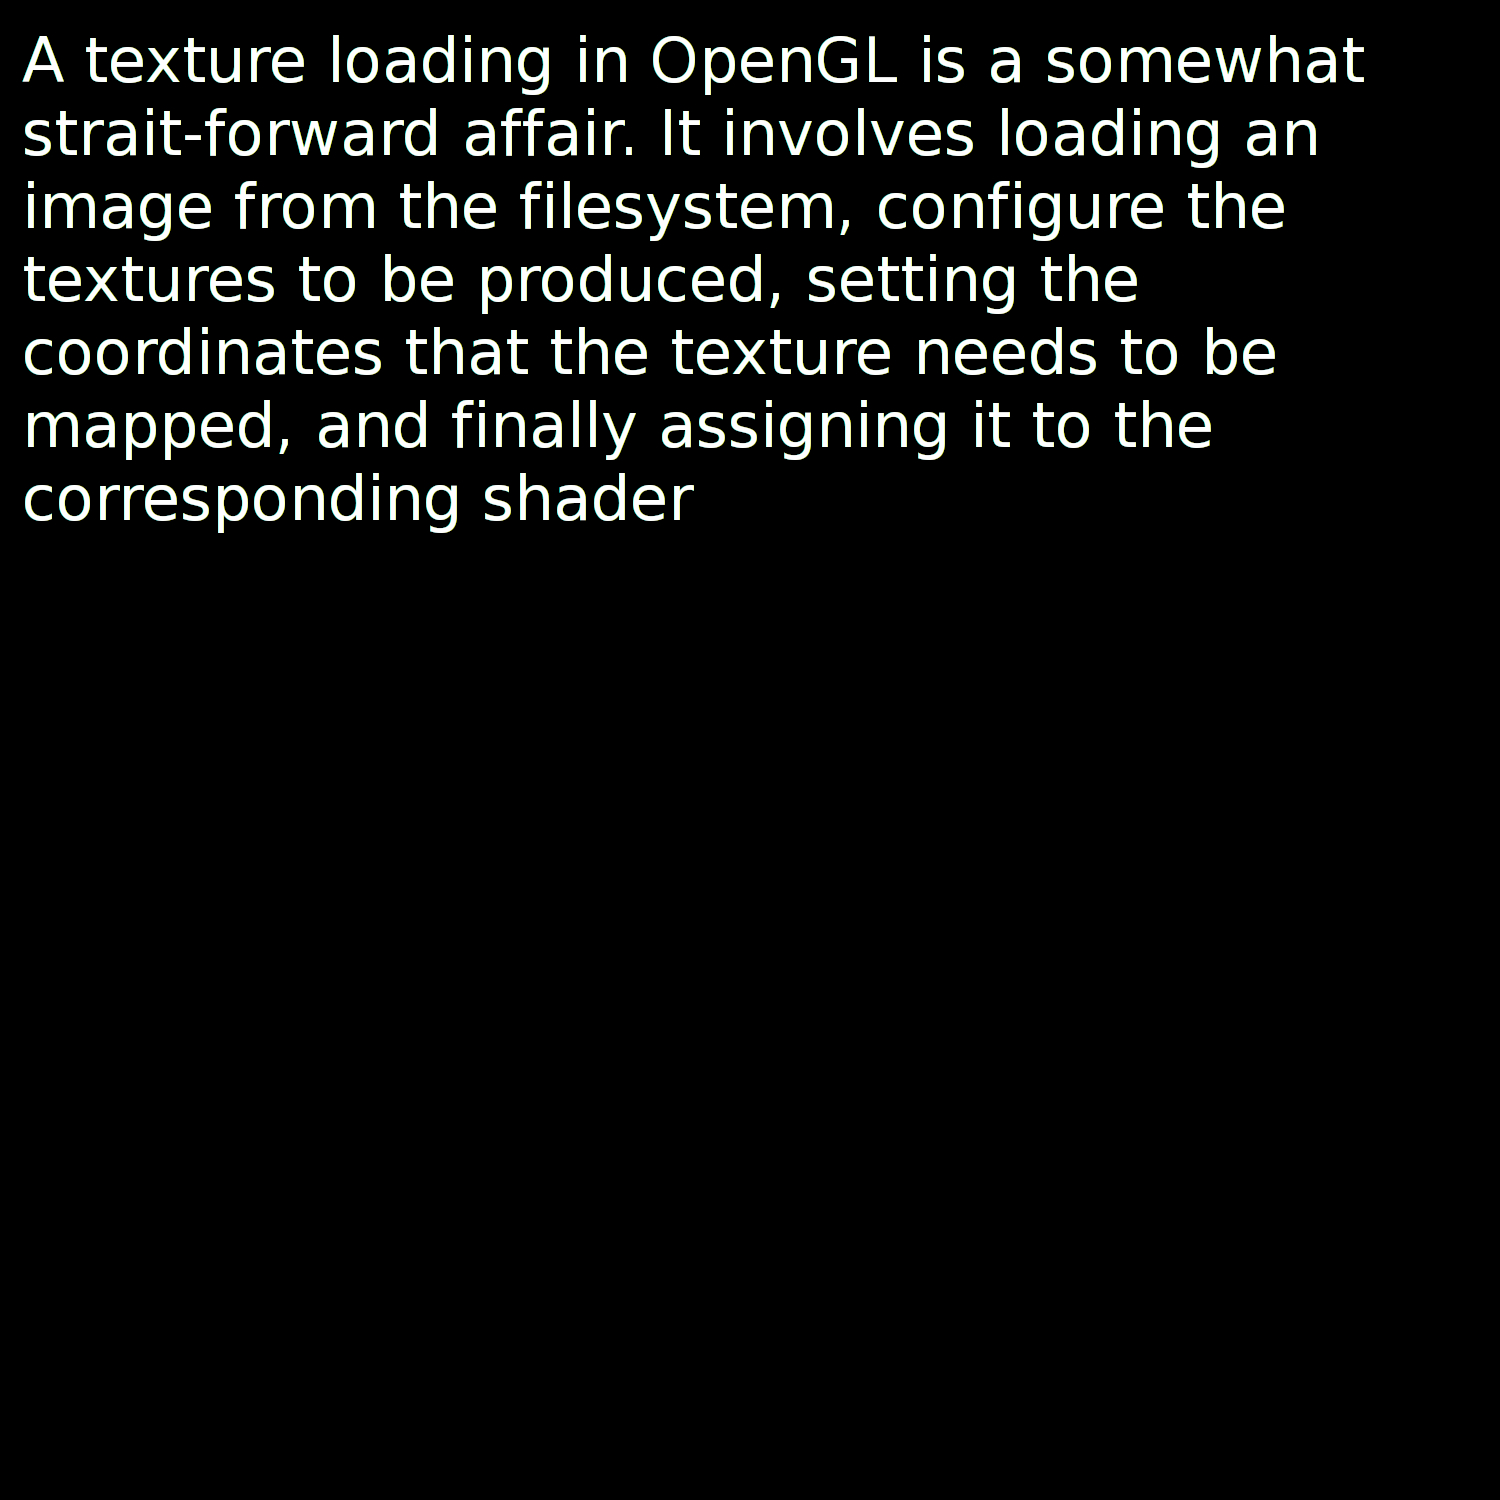 A texture loading in OpenGL is a somewhat
strait-forward affair. It involves loading an
image from the filesystem, configure the
textures to be produced, setting the
coordinates that the texture needs to be
mapped, and finally assigning it to the
corresponding shader